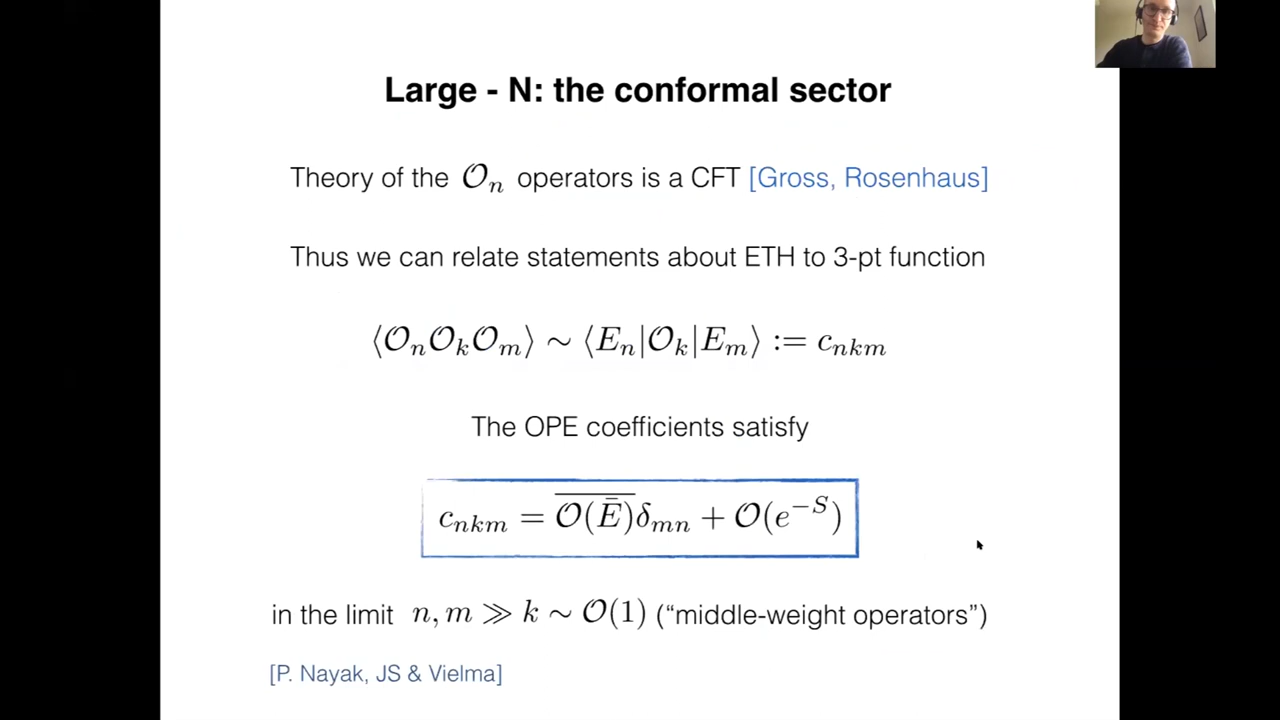 Large - N: the conformal sector
Theory of the 𝒪ₙ operators is a CFT [Gross, Rosenhaus]
Thus we can relate statements about ETH to 3-pt function
⟨𝒪ₙ𝒪ₖ𝒪ₘ⟩ ∼ ⟨Eₙ|𝒪ₖ|Eₘ⟩ := cₙₖₘ
The OPE coefficients satisfy
cₙₖₘ = \overline{𝒪(Ē)}δₘₙ + 𝒪(e^{−S})
in the limit n, m ≫ k ∼ 𝒪(1) (“middle-weight operators”)
[P. Nayak, JS & Vielma]